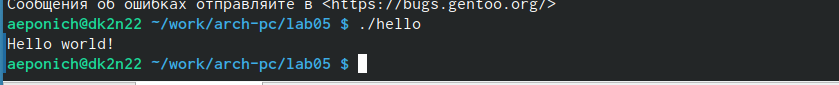 Сообщения об ошибках отправляйте в <https://bugs.gentoo.org/>
aeponich@dk2n22 ~/work/arch-pc/lab05 $ ./hello
Hello world!
aeponich@dk2n22 ~/work/arch-pc/lab05 $